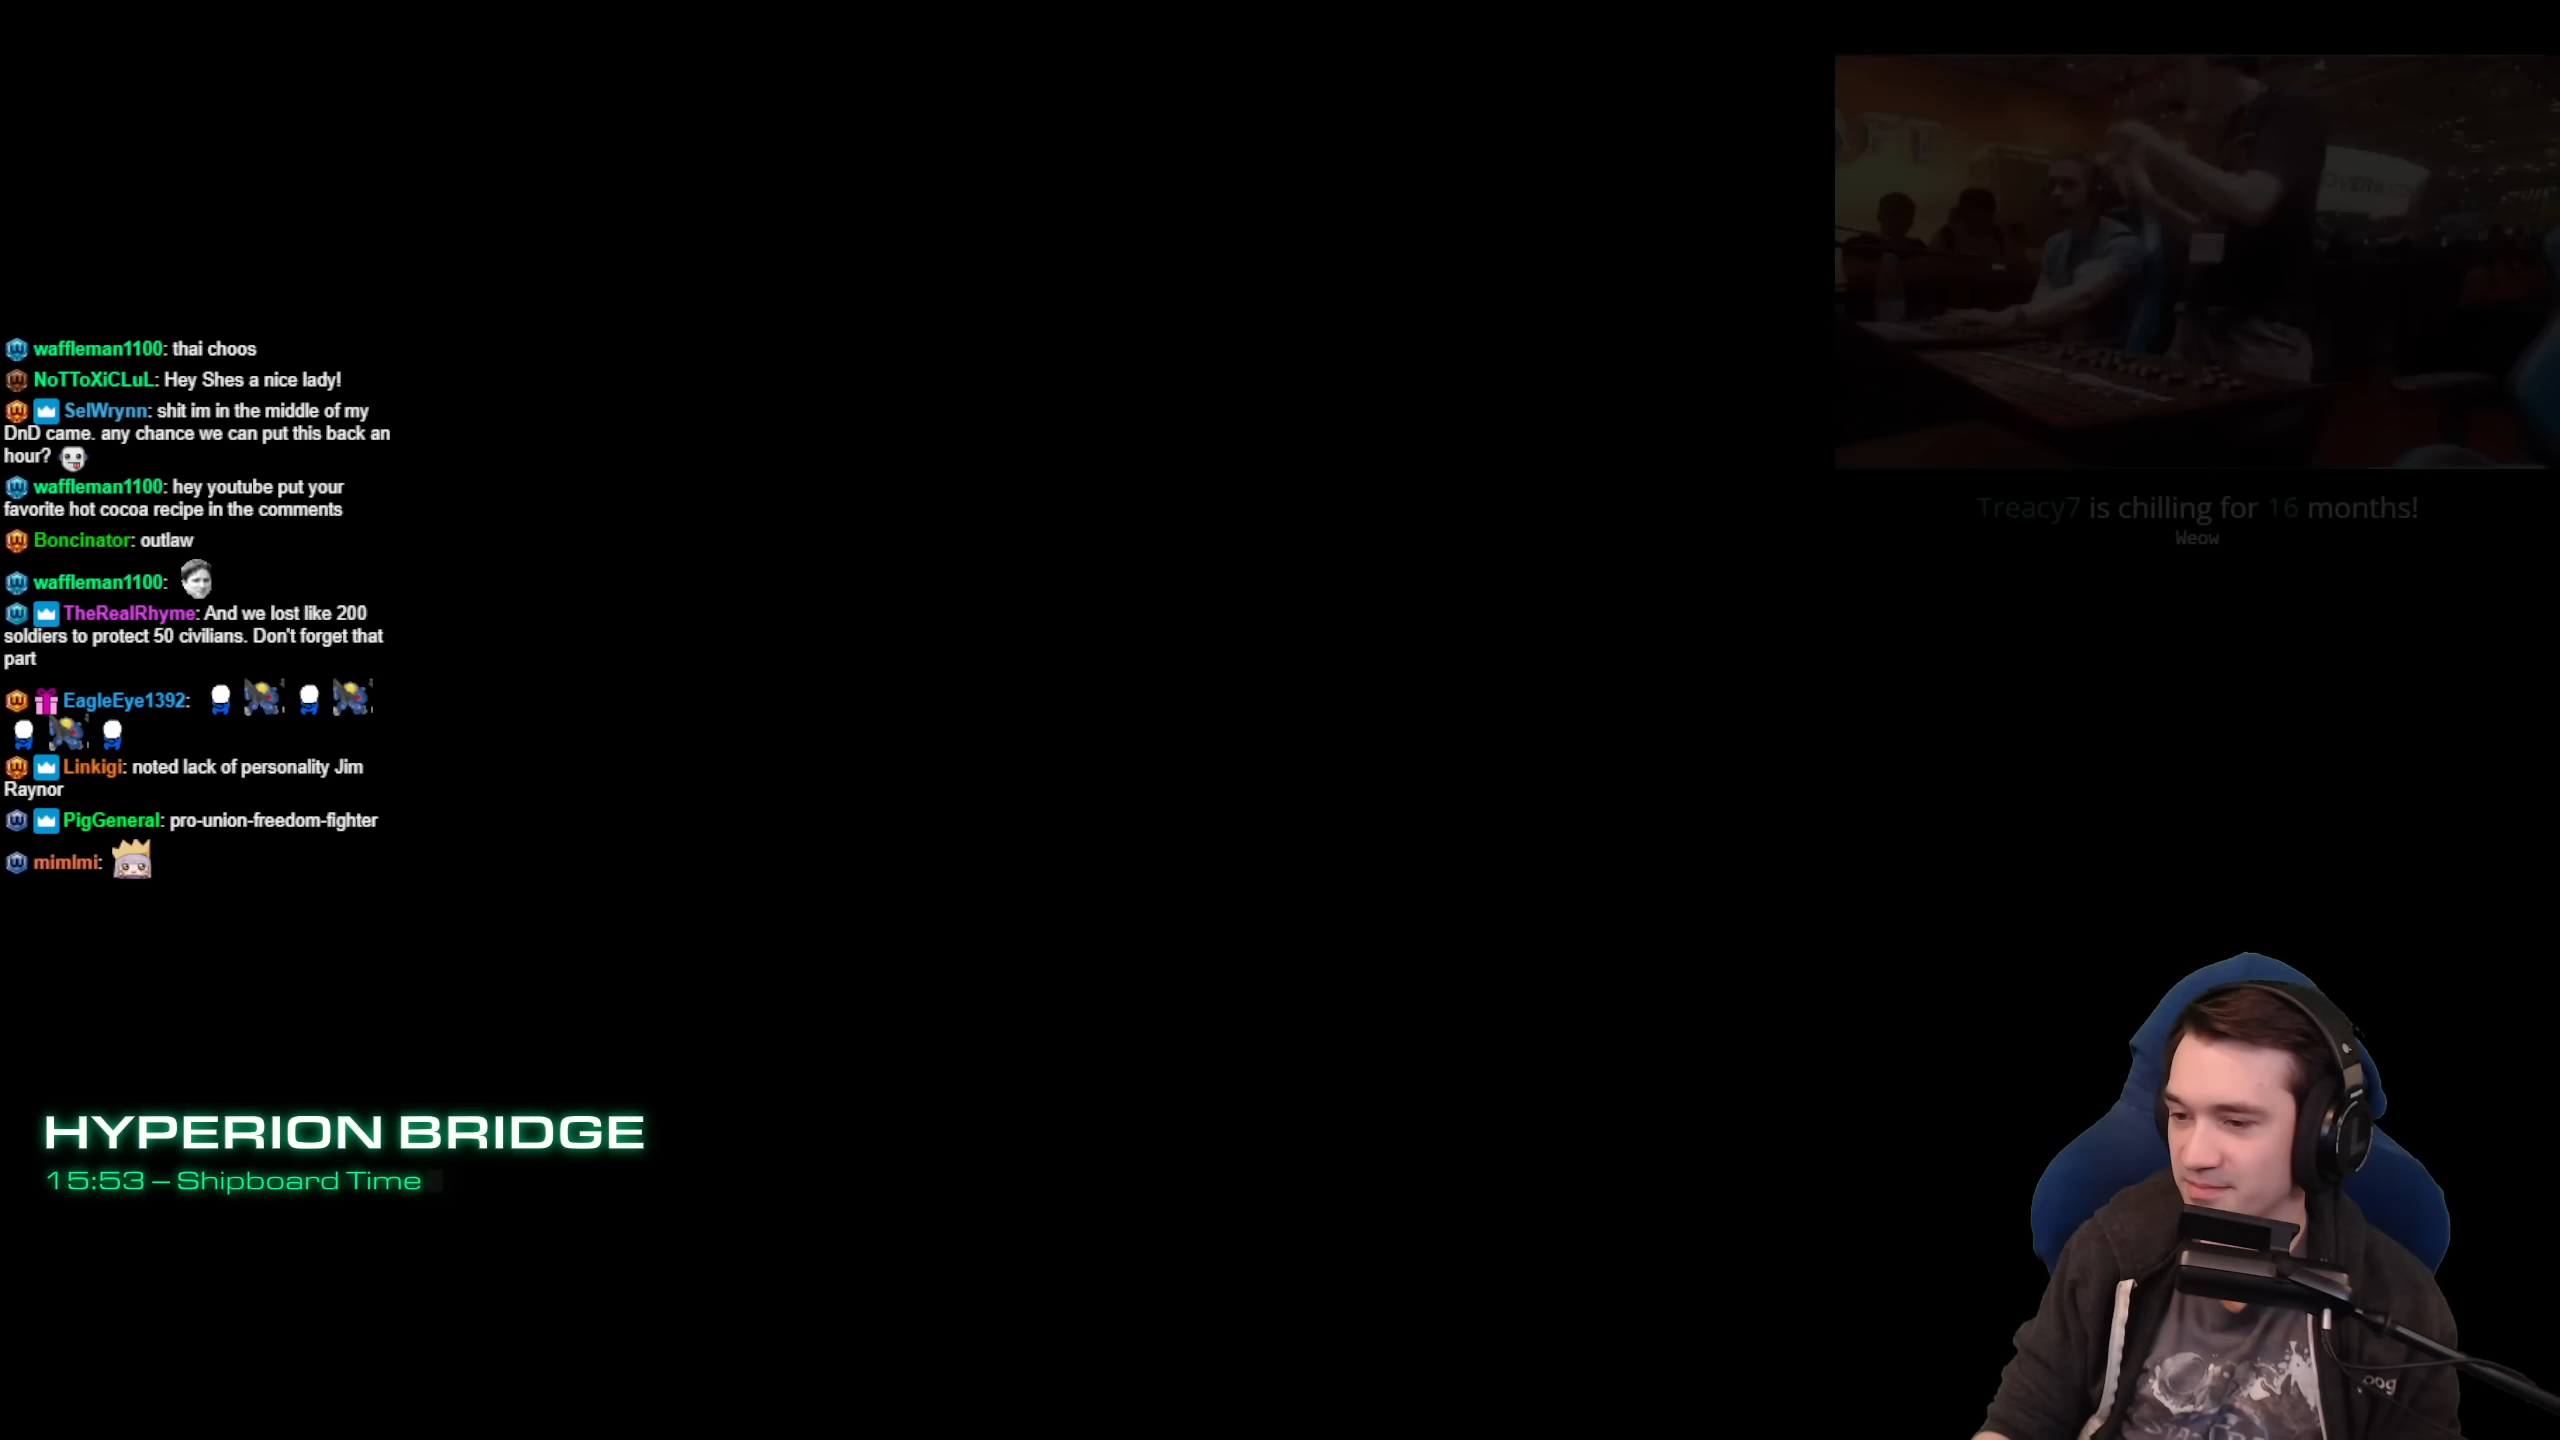 waffleman1100: thai choos
NoTToXiCLuL: Hey Shes a nice lady!
SelWrynn: shit im in the middle of my
DnD came. any chance we can put this back an
hour?
waffleman1100: hey youtube put your
favorite hot cocoa recipe in the comments
Boncinator: outlaw
waffleman1100:
TheRealRhyme: And we lost like 200
soldiers to protect 50 civilians. Don't forget that
part
EagleEye1392:
Linkigi: noted lack of personality Jim
Raynor
PigGeneral: pro-union-freedom-fighter
mimlmi:
Treacy7 is chilling for 16 months!
Weow
HYPERION BRIDGE
15:53 – Shipboard Time